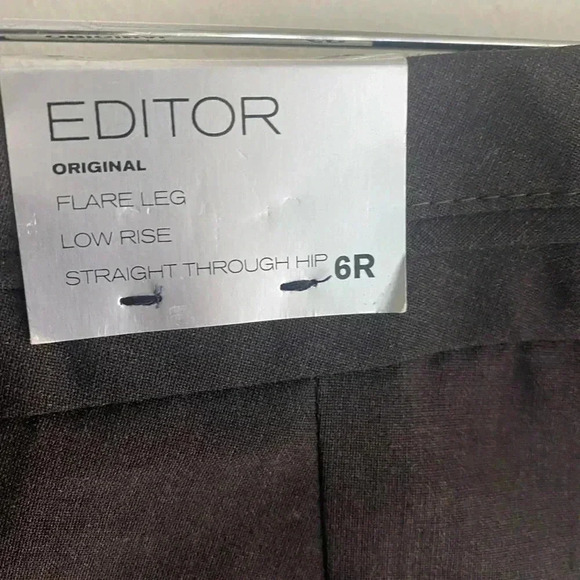 EDITOR
ORIGINAL
FLARE LEG
LOW RISE
STRAIGHT THROUGH HIP 6R